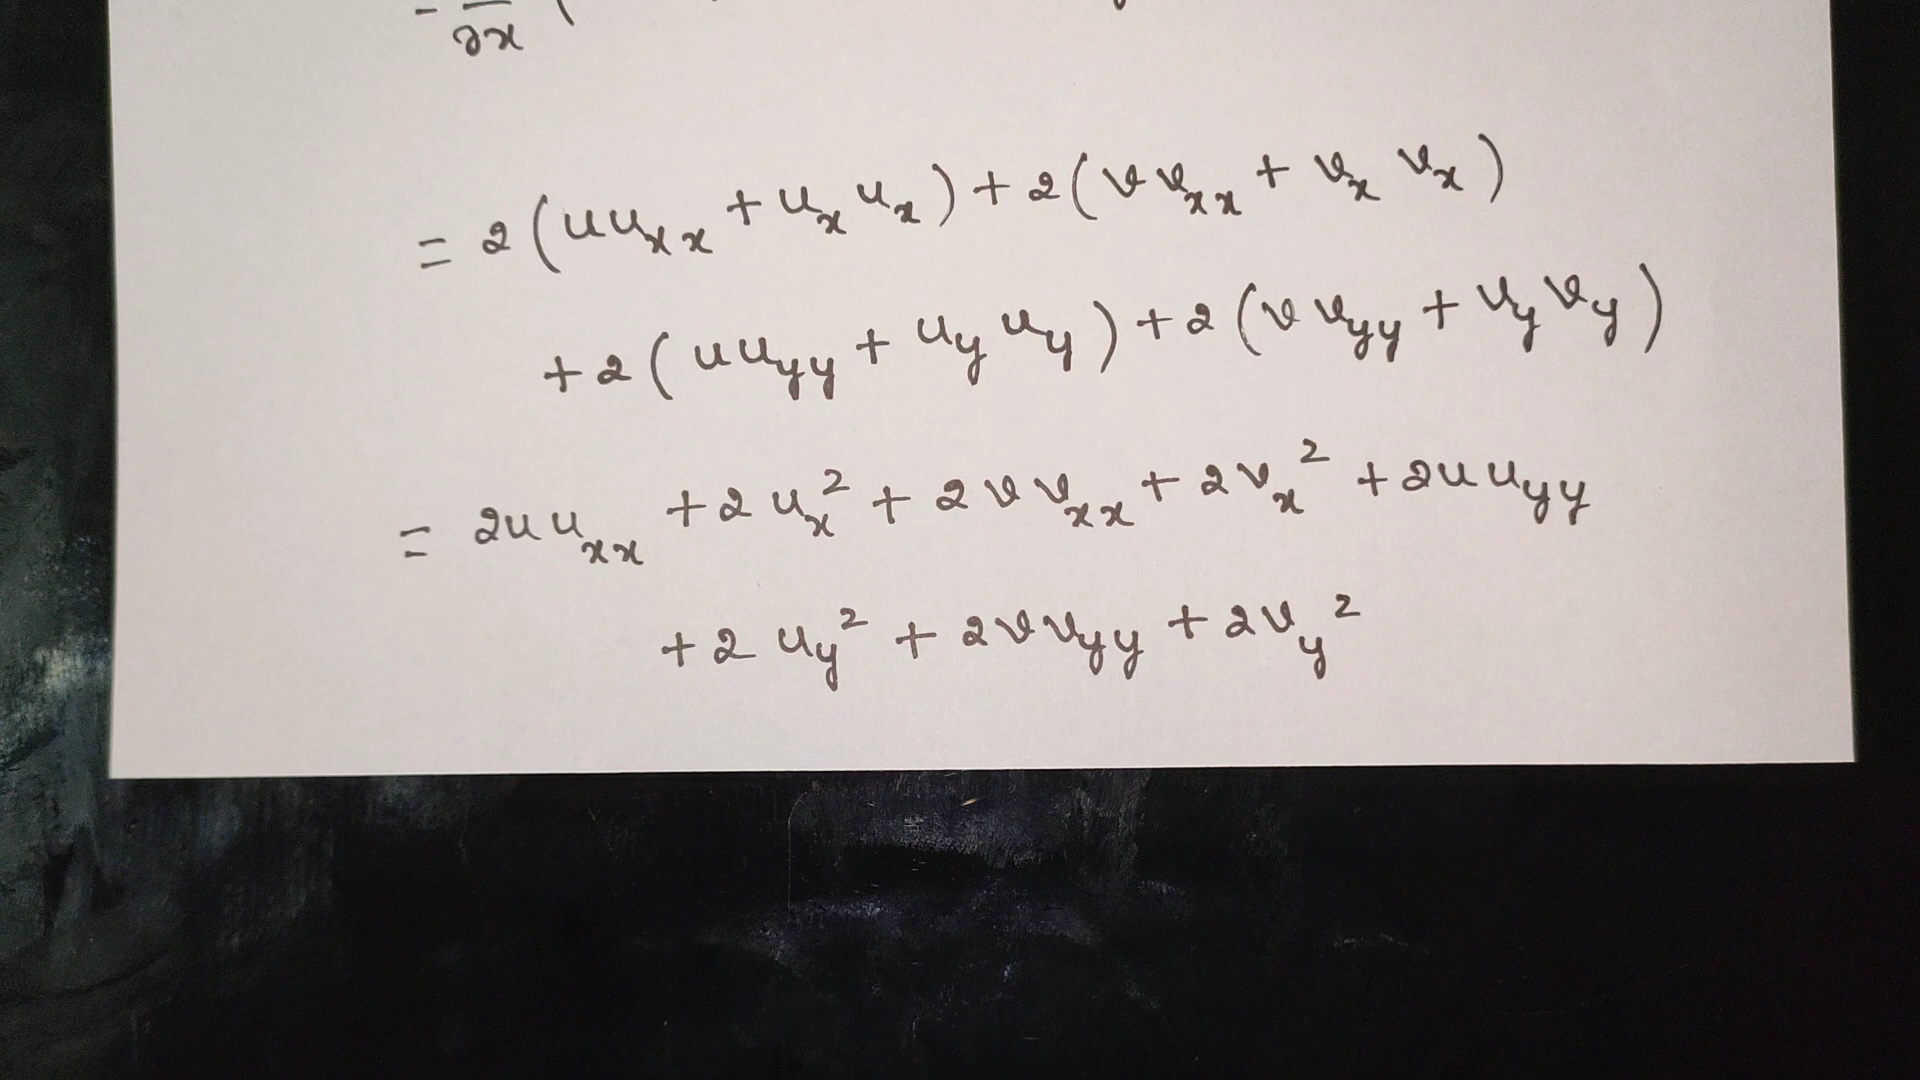 = ∂x (
= 2(uu_xx + u_x u_x) + 2(vv_xx + v_x v_x)
+ 2(uu_yy + u_y u_y) + 2(vv_yy + v_y v_y)
= 2uu_xx + 2u_x^2 + 2vv_xx + 2v_x^2 + 2uu_yy
+ 2u_y^2 + 2vv_yy + 2v_y^2